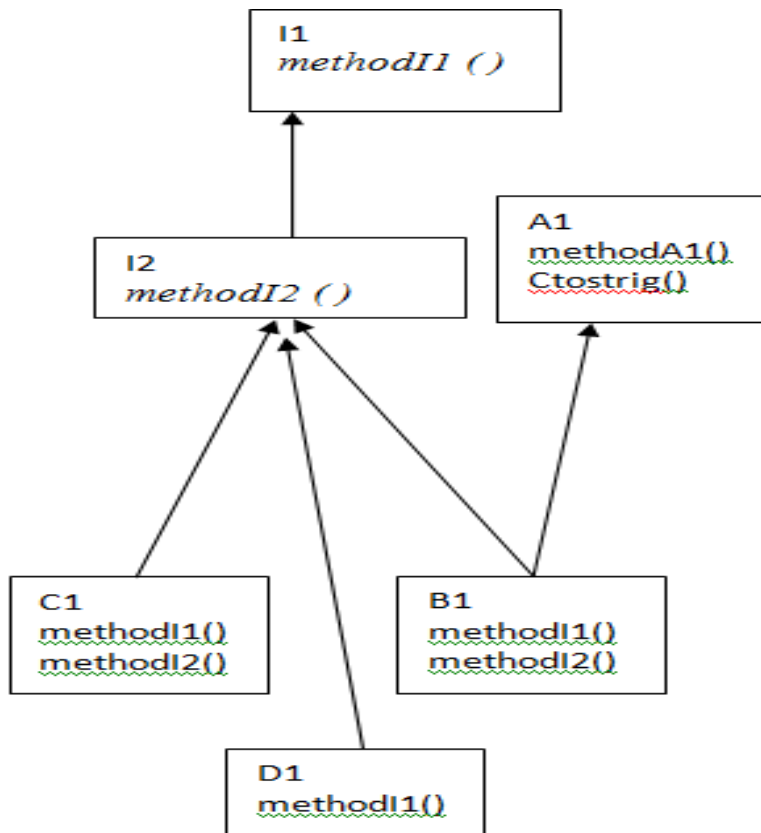 I1
methodI1 ( )
A1
methodA1()
Ctostrig()
I2
methodI2 ( )
C1
methodI1()
methodI2()
B1
methodI1()
methodI2()
D1
methodI1()